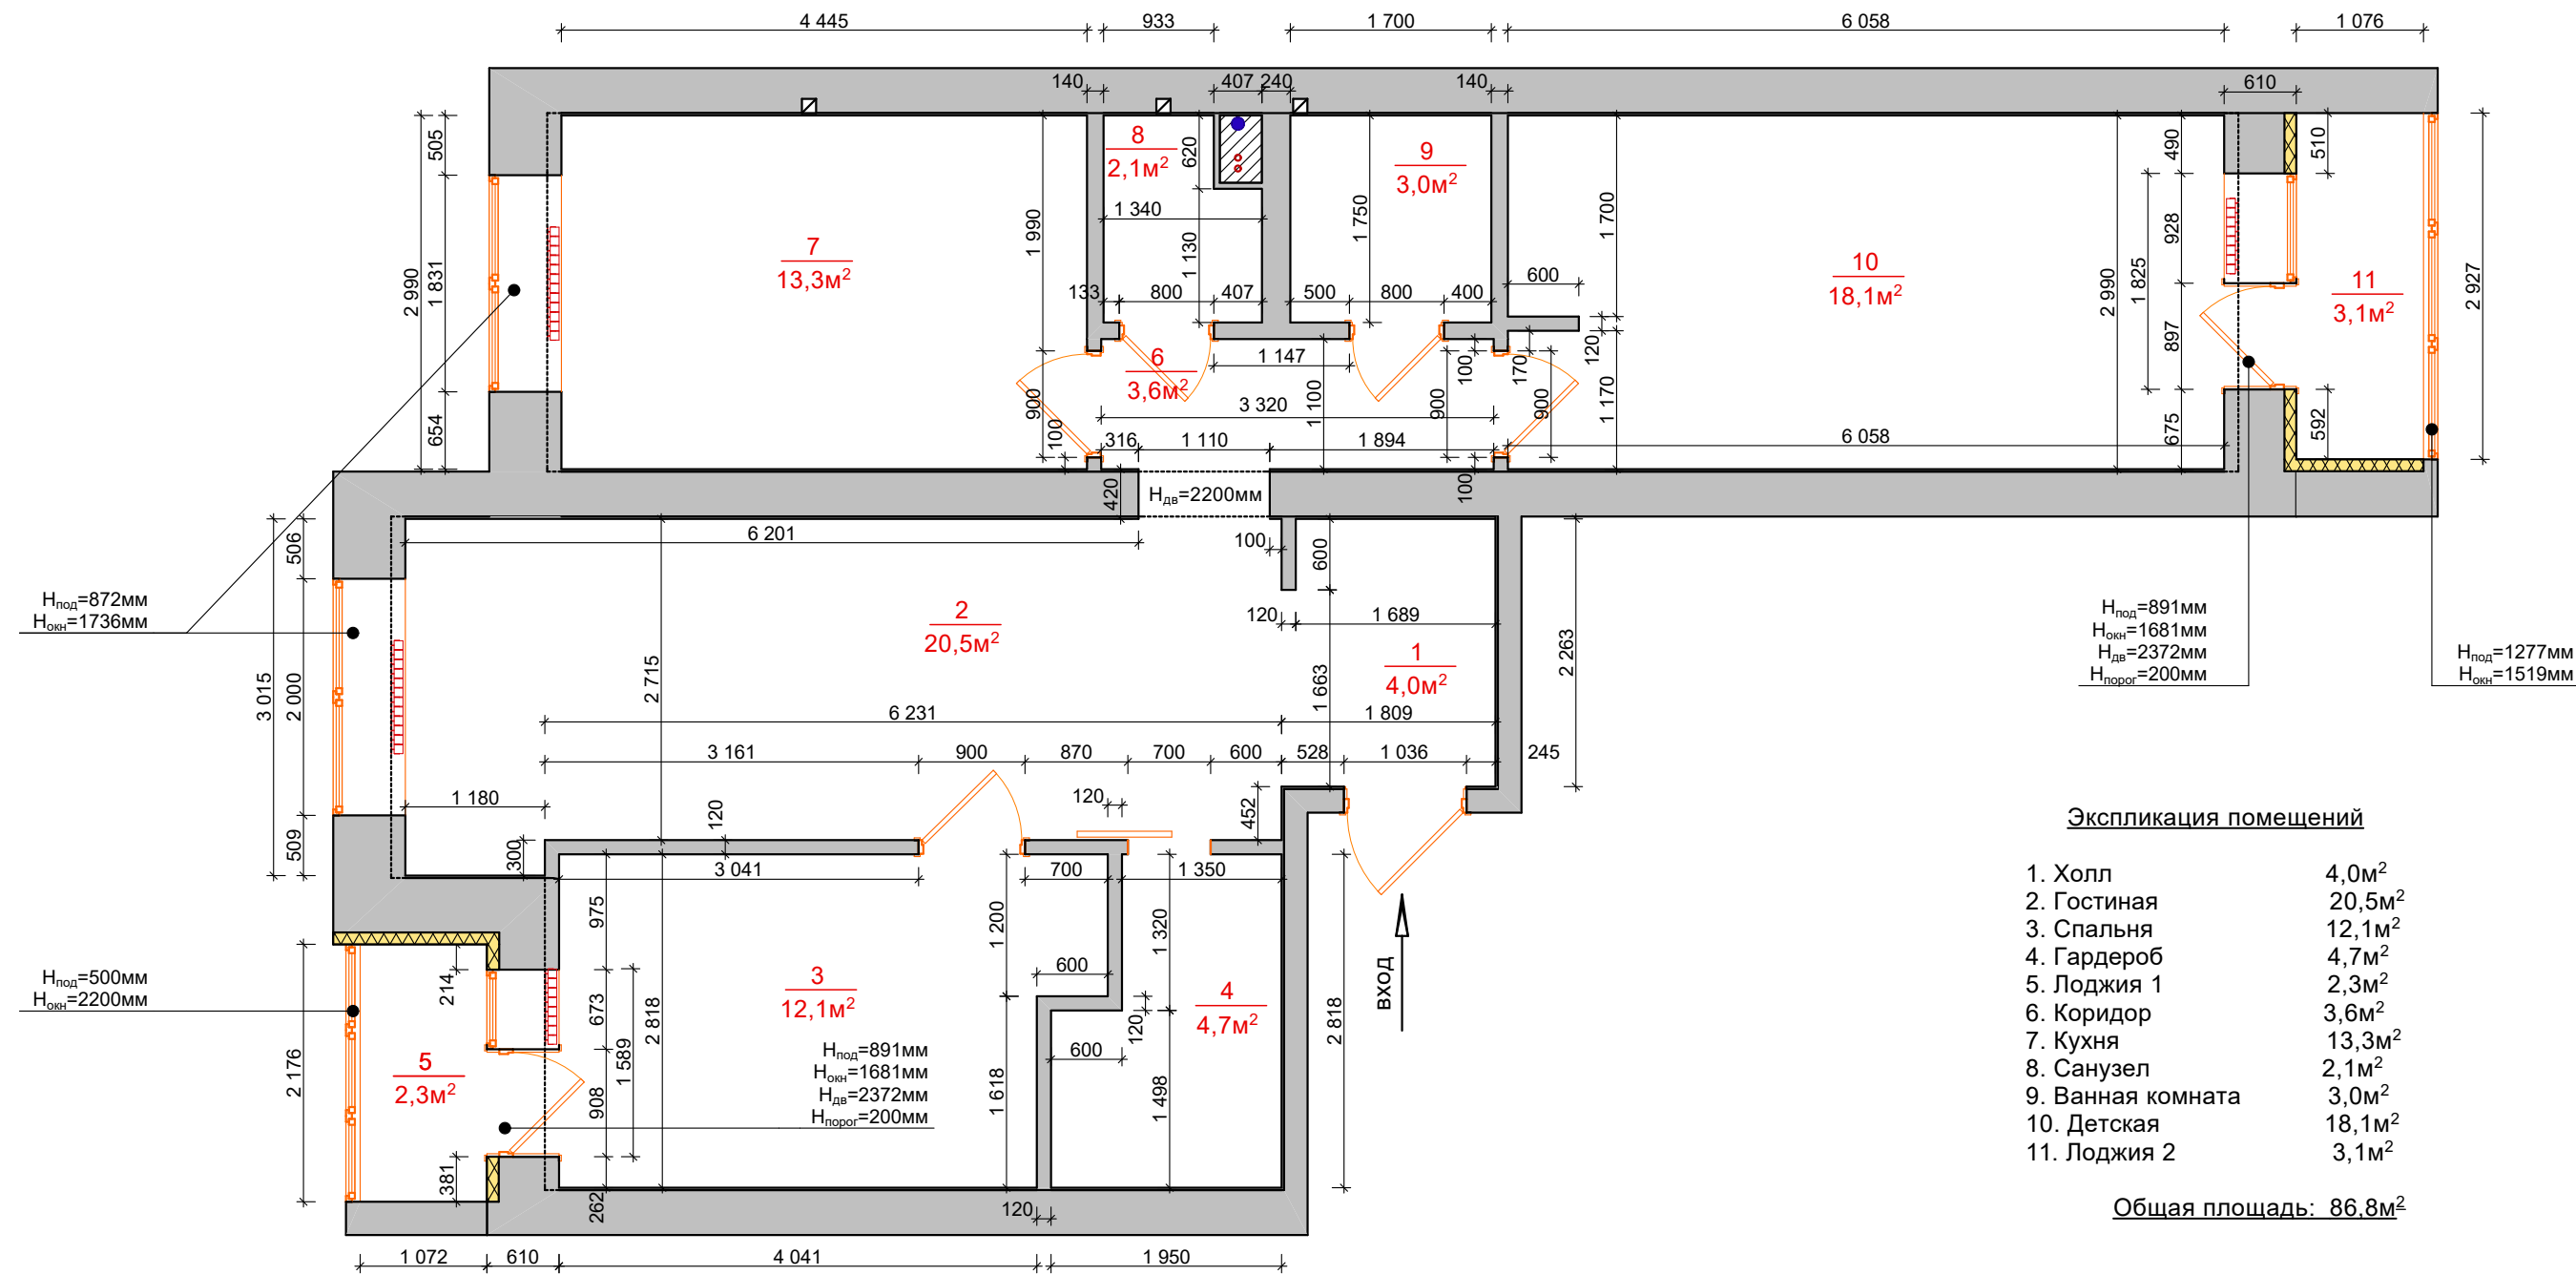 4 445
933
1 700
6 058
1 076
140
407
240
140
610
505
1 831
654
2 990
8
2,1м²
620
1 340
1 130
1 990
133
800
407
9
3,0м²
1 750
500
800
400
7
13,3м²
600
1 700
10
18,1м²
2 990
490
928
1 825
897
675
510
11
3,1м²
592
2 927
120
170
100
1 147
6
3,6м²
3 320
1 100
900
900
900
1 170
100
316
1 110
1 894
6 058
100
420
Hдв=2200мм
6 201
100
600
506
2 000
509
3 015
Hпод=872мм
Hокн=1736мм
2
20,5м²
2 715
120
1 689
1
4,0м²
1 663
2 263
6 231
1 809
3 161
900
870
700
600
528
1 036
245
1 180
120
120
452
300
3 041
700
1 350
Hпод=891мм
Hокн=1681мм
Hдв=2372мм
Hпорог=200мм
Hпод=1277мм
Hокн=1519мм
975
1 200
1 320
600
3
12,1м²
4
4,7м²
вход
2 818
Hпод=500мм
Hокн=2200мм
214
673
1 589
2 818
908
262
120
600
1 618
1 498
5
2,3м²
2 176
381
Hпод=891мм
Hокн=1681мм
Hдв=2372мм
Hпорог=200мм
120
1 072
610
4 041
1 950
Экспликация помещений
1. Холл 4,0м²
2. Гостиная 20,5м²
3. Спальня 12,1м²
4. Гардероб 4,7м²
5. Лоджия 1 2,3м²
6. Коридор 3,6м²
7. Кухня 13,3м²
8. Санузел 2,1м²
9. Ванная комната 3,0м²
10. Детская 18,1м²
11. Лоджия 2 3,1м²
Общая площадь: 86,8м²